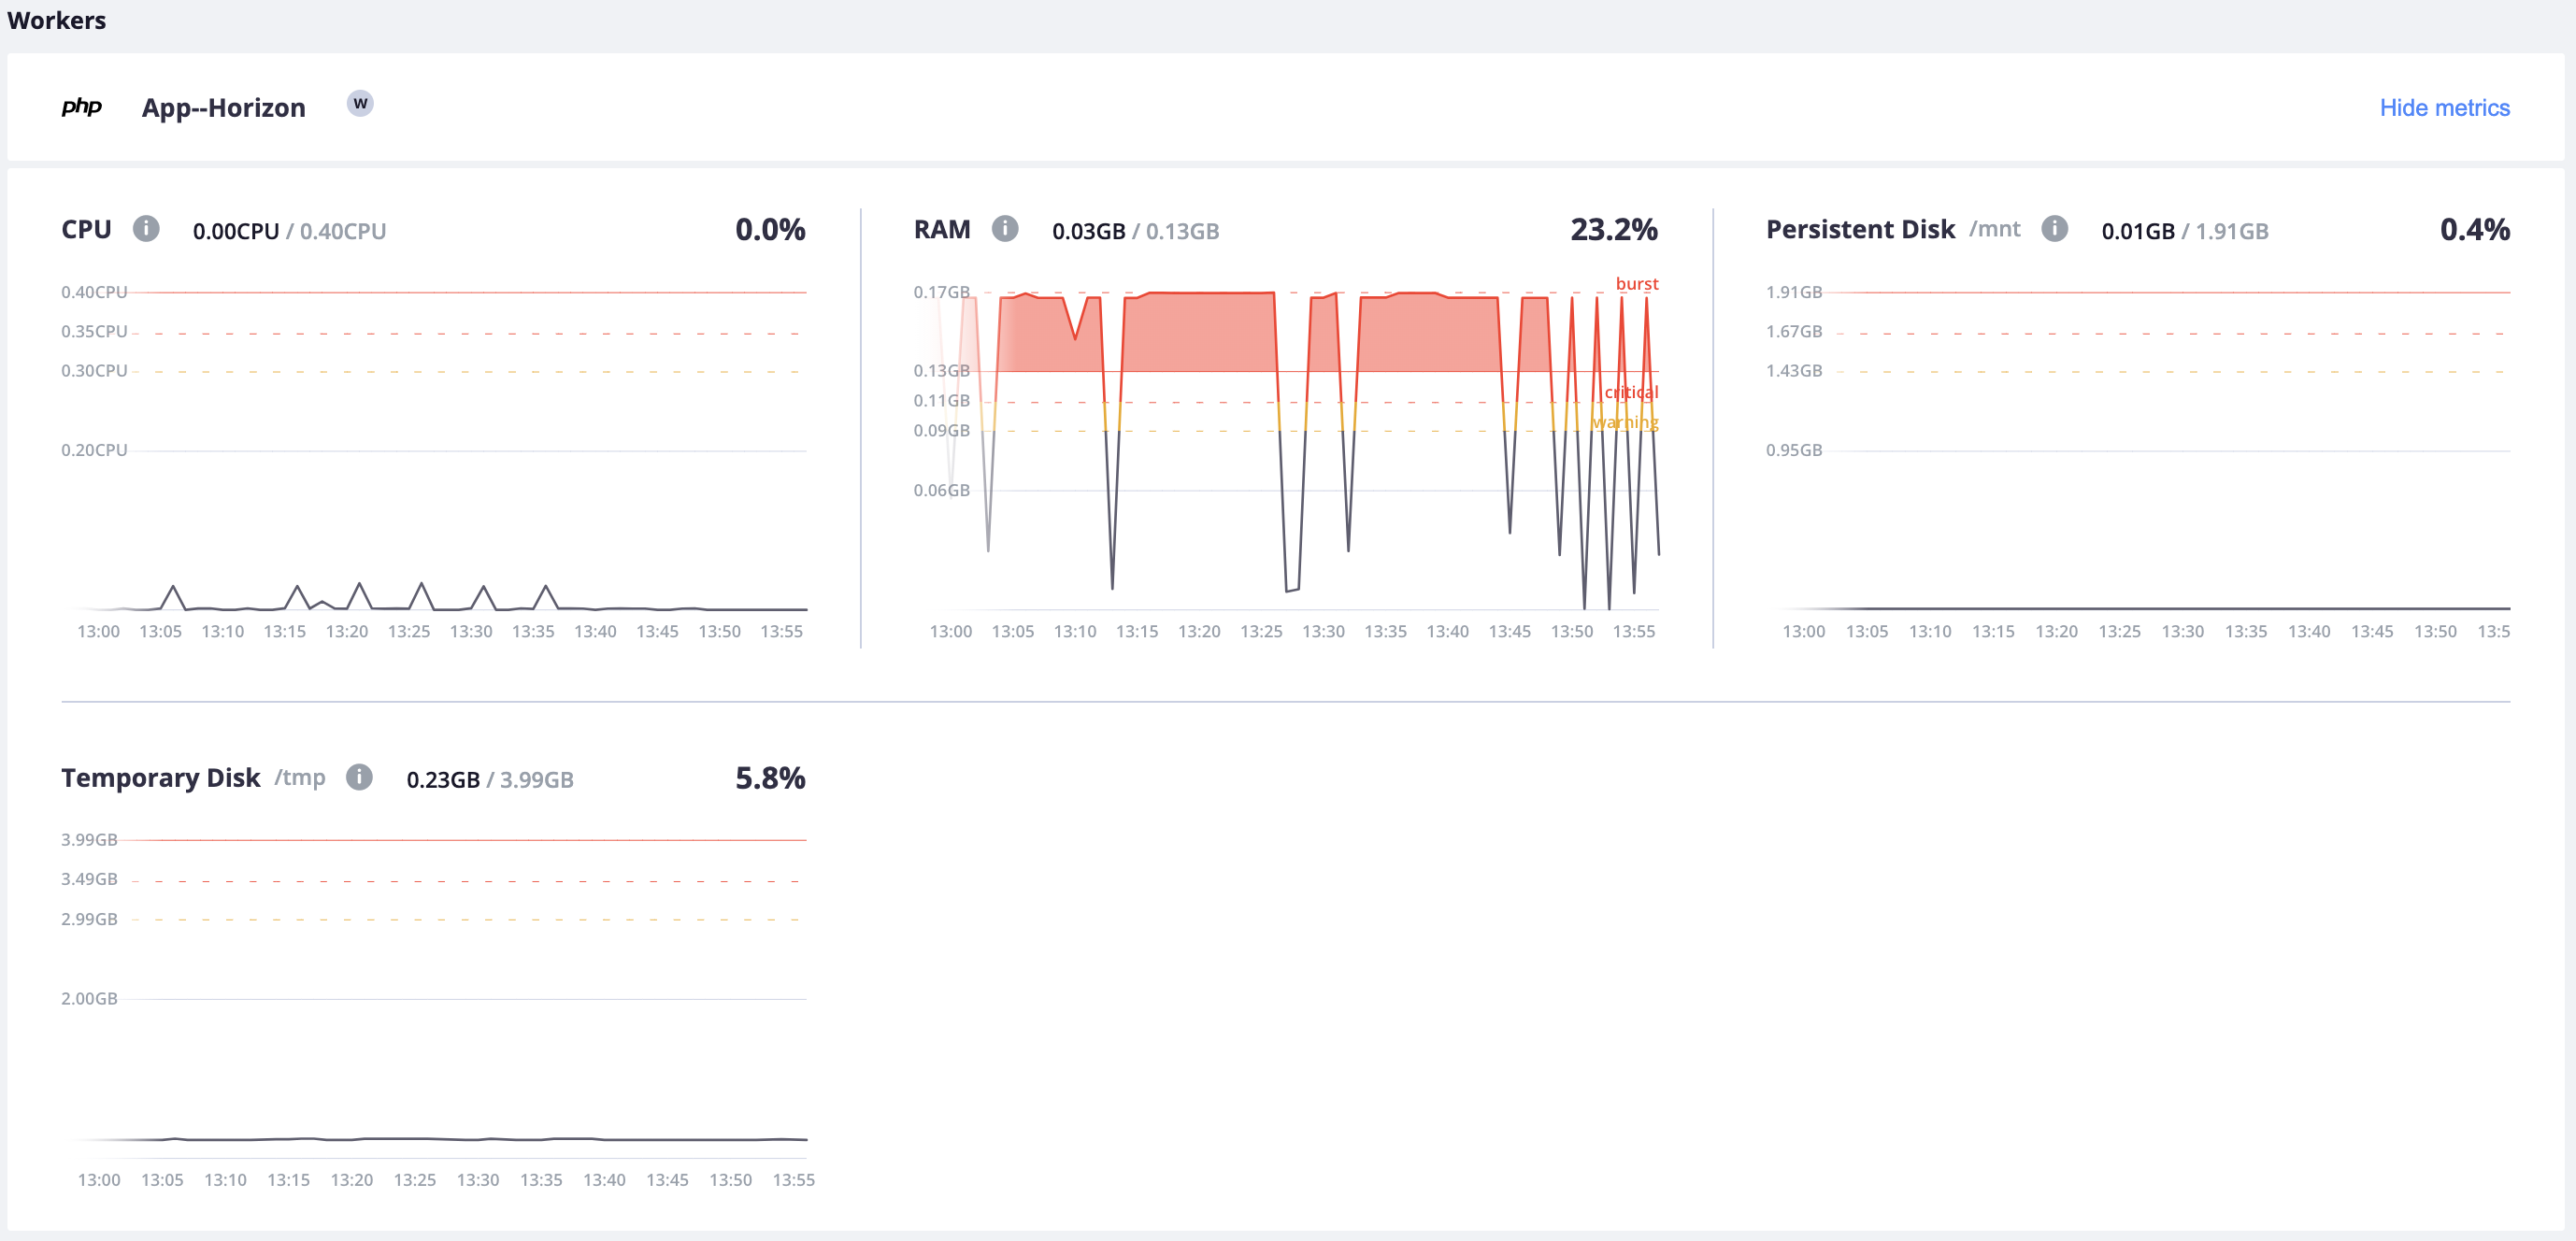 Workers
php App--Horizon W Hide metrics
CPU i 0.00CPU / 0.40CPU 0.0%
0.40CPU
0.35CPU
0.30CPU
0.20CPU
13:00 13:05 13:10 13:15 13:20 13:25 13:30 13:35 13:40 13:45 13:50 13:55
RAM i 0.03GB / 0.13GB 23.2%
burst
0.17GB
0.13GB
critical
0.11GB
warning
0.09GB
0.06GB
13:00 13:05 13:10 13:15 13:20 13:25 13:30 13:35 13:40 13:45 13:50 13:55
Persistent Disk /mnt i 0.01GB / 1.91GB 0.4%
1.91GB
1.67GB
1.43GB
0.95GB
13:00 13:05 13:10 13:15 13:20 13:25 13:30 13:35 13:40 13:45 13:50 13:5
Temporary Disk /tmp i 0.23GB / 3.99GB 5.8%
3.99GB
3.49GB
2.99GB
2.00GB
13:00 13:05 13:10 13:15 13:20 13:25 13:30 13:35 13:40 13:45 13:50 13:55